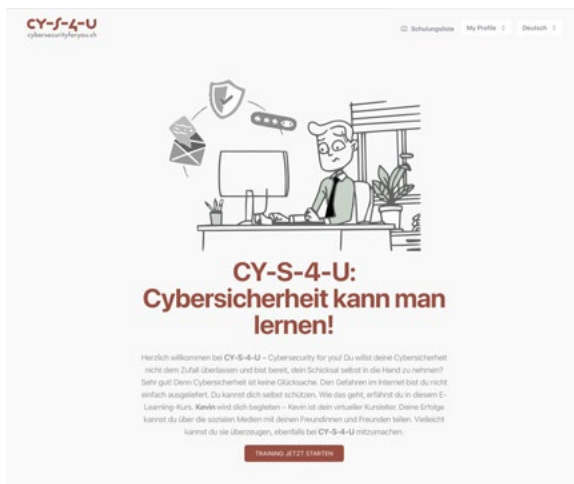 CY-S-4-U
cybersecurityforyou.ch
Schulungsliste My Profile Deutsch
CY-S-4-U:
Cybersicherheit kann man
lernen!
Herzlich willkommen bei CY-S-4-U – Cybersecurity for you! Du willst deine Cybersicherheit
nicht dem Zufall überlassen und bist bereit, dein Schicksal selbst in die Hand zu nehmen?
Sehr gut! Denn Cybersicherheit ist keine Glücksache. Den Gefahren im Internet bist du nicht
einfach ausgeliefert. Du kannst dich selbst schützen. Wie das geht, erfährst du in diesem E-
Learning-Kurs. Kevin wird dich begleiten – Kevin ist dein virtueller Kursleiter. Deine Erfolge
kannst du über die sozialen Medien mit deinen Freundinnen und Freunden teilen. Vielleicht
kannst du sie überzeugen, ebenfalls bei CY-S-4-U mitzumachen.
TRAINING JETZT STARTEN